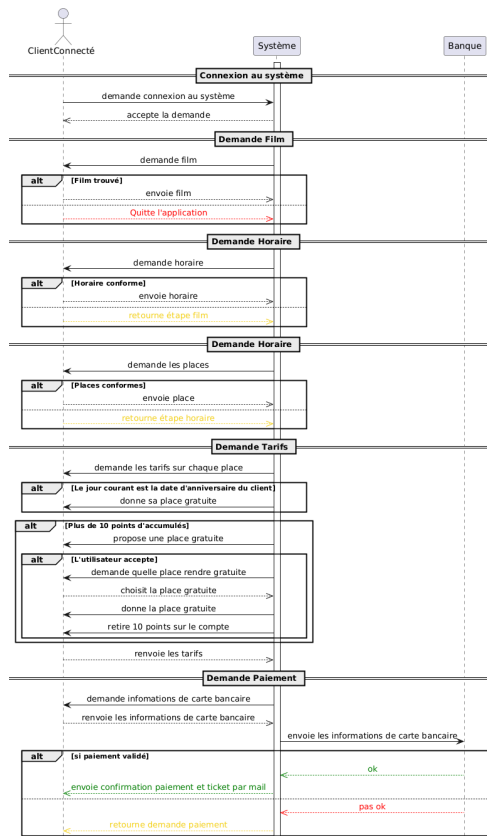 ClientConnecté
Système
Banque
Connexion au système
demande connexion au système
accepte la demande
Demande Film
demande film
alt [Film trouvé]
envoie film
Quitte l'application
Demande Horaire
demande horaire
alt [Horaire conforme]
envoie horaire
retourne étape film
Demande Horaire
demande les places
alt [Places conformes]
envoie place
retourne étape horaire
Demande Tarifs
demande les tarifs sur chaque place
alt [Le jour courant est la date d'anniversaire du client]
donne sa place gratuite
alt [Plus de 10 points d'accumulés]
propose une place gratuite
alt [L'utilisateur accepte]
demande quelle place rendre gratuite
choisit la place gratuite
donne la place gratuite
retire 10 points sur le compte
renvoie les tarifs
Demande Paiement
demande infomations de carte bancaire
renvoie les informations de carte bancaire
envoie les informations de carte bancaire
alt [si paiement validé]
ok
envoie confirmation paiement et ticket par mail
pas ok
retourne demande paiement